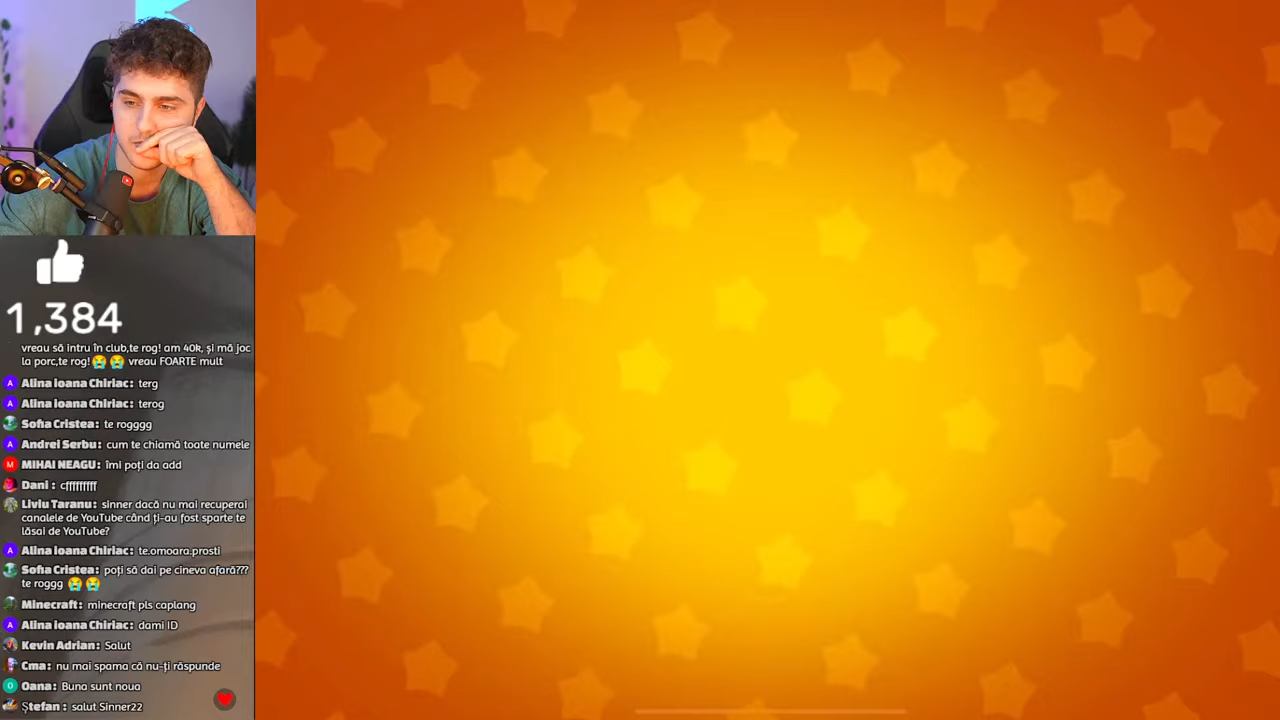 1,384
vreau să intru în club,te rog! am 40k, și mă joc
la porc,te rog!😭 😭 vreau FOARTE mult
A Alina ioana Chiriac: terg
A Alina ioana Chiriac: terog
Sofia Cristea: te rogggg
A Andrei Serbu: cum te chiamă toate numele
M MIHAI NEAGU: îmi poți da add
Dani : cfffffffff
Liviu Taranu: sinner dacă nu mai recuperai
canalele de YouTube când ți-au fost sparte te
lăsai de YouTube?
A Alina ioana Chiriac: te.omoara.prosti
Sofia Cristea: poți să dai pe cineva afară???
te roggg 😭 😭
Minecraft: minecraft pls caplang
A Alina ioana Chiriac: dami ID
Kevin Adrian: Salut
Cma: nu mai spama că nu-ți răspunde
O Oana: Buna sunt noua
Ștefan : salut Sinner22